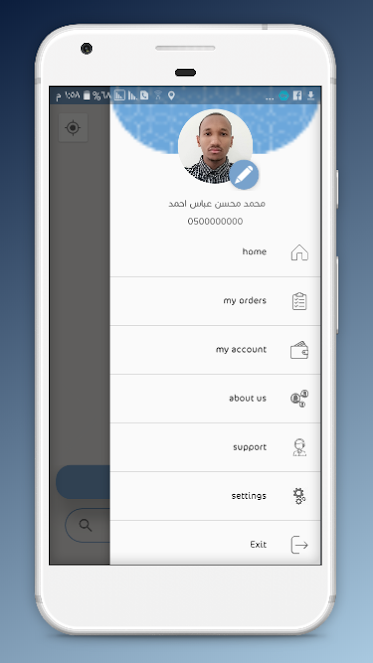 م ١:٥٨ %٦٨
محمد محسن عباس احمد
0500000000
home
my orders
my account
about us
support
settings
Exit